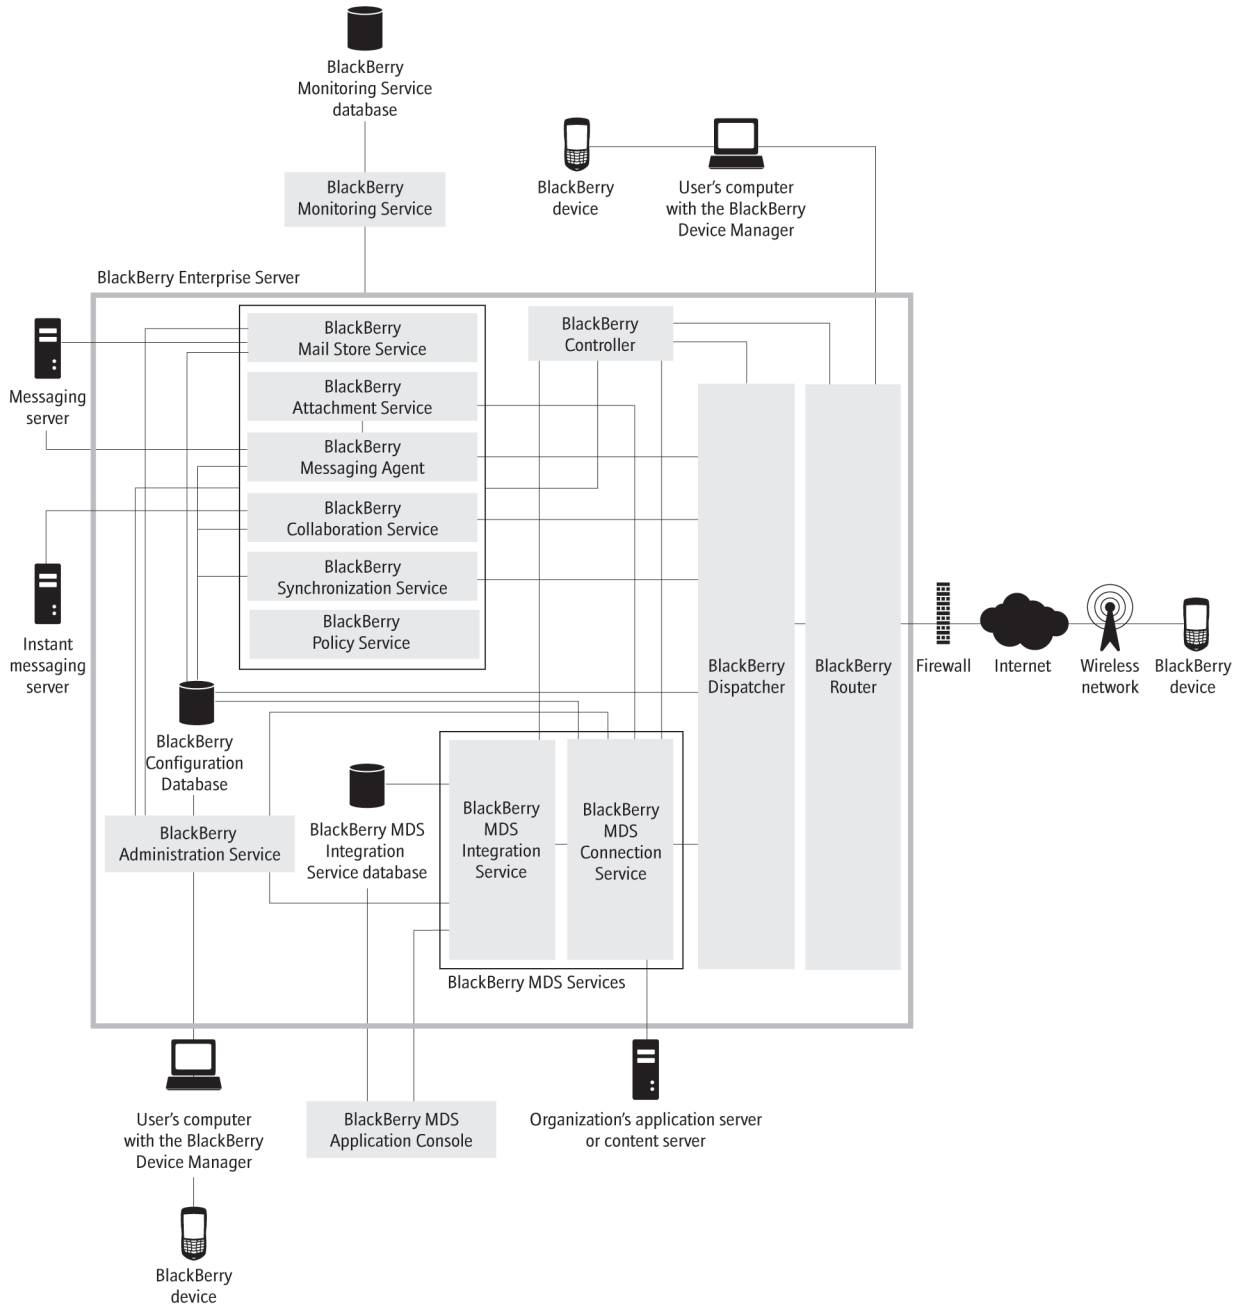 BlackBerry
Monitoring Service
database
BlackBerry
Monitoring Service
BlackBerry
device
User's computer
with the BlackBerry
Device Manager
BlackBerry Enterprise Server
Messaging
server
Instant
messaging
server
BlackBerry
Mail Store Service
BlackBerry
Attachment Service
BlackBerry
Messaging Agent
BlackBerry
Collaboration Service
BlackBerry
Synchronization Service
BlackBerry
Policy Service
BlackBerry
Controller
BlackBerry
Dispatcher
BlackBerry
Router
Firewall
Internet
Wireless
network
BlackBerry
device
BlackBerry
Configuration
Database
BlackBerry
Administration Service
BlackBerry MDS
Integration
Service database
BlackBerry
MDS
Integration
Service
BlackBerry
MDS
Connection
Service
BlackBerry MDS Services
User's computer
with the BlackBerry
Device Manager
BlackBerry MDS
Application Console
Organization's application server
or content server
BlackBerry
device